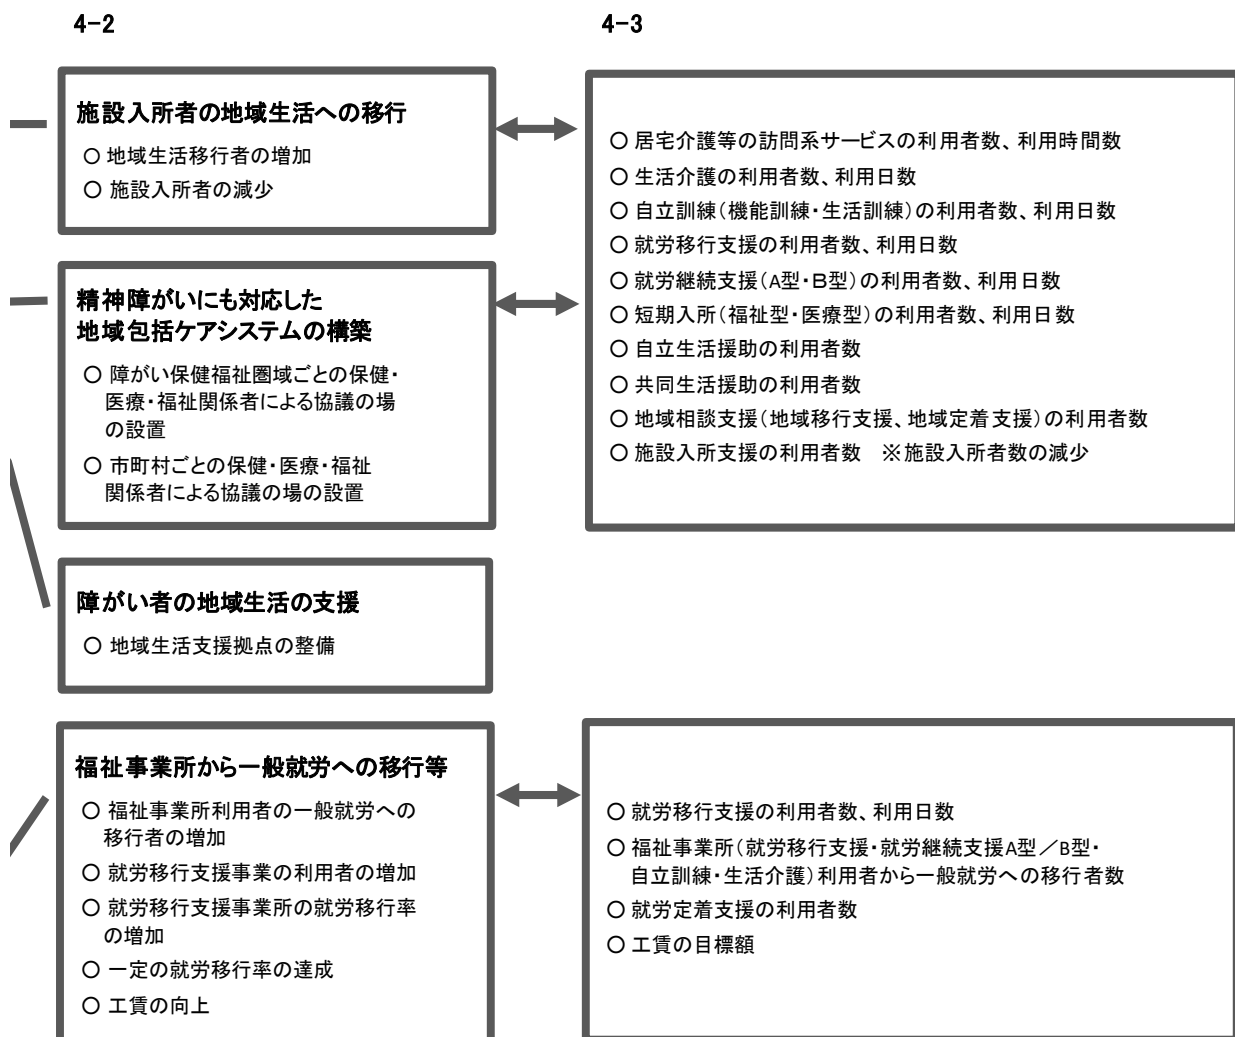 4-2
4-3
施設入所者の地域生活への移行
○ 地域生活移行者の増加
○ 施設入所者の減少
精神障がいにも対応した
地域包括ケアシステムの構築
○ 障がい保健福祉圏域ごとの保健・
医療・福祉関係者による協議の場
の設置
○ 市町村ごとの保健・医療・福祉
関係者による協議の場の設置
○ 居宅介護等の訪問系サービスの利用者数、利用時間数
○ 生活介護の利用者数、利用日数
○ 自立訓練（機能訓練・生活訓練）の利用者数、利用日数
○ 就労移行支援の利用者数、利用日数
○ 就労継続支援（A型・B型）の利用者数、利用日数
○ 短期入所（福祉型・医療型）の利用者数、利用日数
○ 自立生活援助の利用者数
○ 共同生活援助の利用者数
○ 地域相談支援（地域移行支援、地域定着支援）の利用者数
○ 施設入所支援の利用者数　※施設入所者数の減少
障がい者の地域生活の支援
○ 地域生活支援拠点の整備
福祉事業所から一般就労への移行等
○ 福祉事業所利用者の一般就労への
移行者の増加
○ 就労移行支援事業の利用者の増加
○ 就労移行支援事業所の就労移行率
の増加
○ 一定の就労移行率の達成
○ 工賃の向上
○ 就労移行支援の利用者数、利用日数
○ 福祉事業所（就労移行支援・就労継続支援A型／B型・
自立訓練・生活介護）利用者から一般就労への移行者数
○ 就労定着支援の利用者数
○ 工賃の目標額